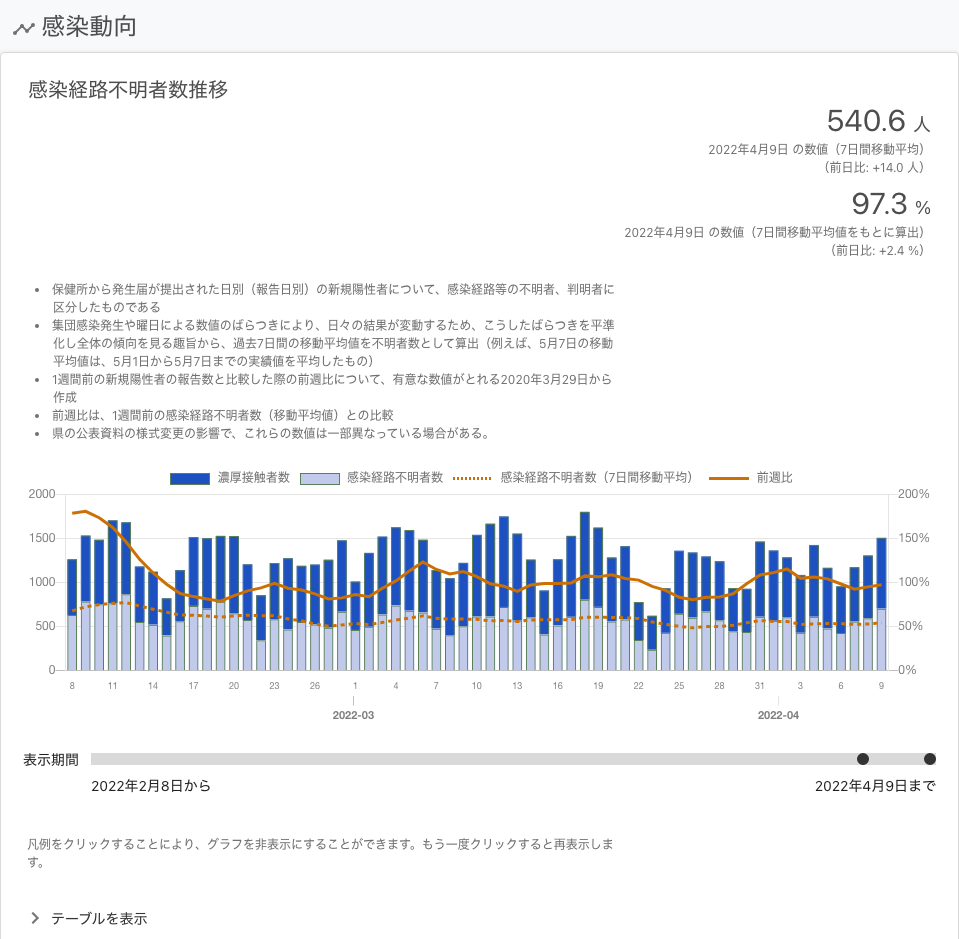 感染動向
感染経路不明者数推移
540.6 人
2022年4月9日 の数値（7日間移動平均）
（前日比: +14.0 人）
97.3 %
2022年4月9日 の数値（7日間移動平均値をもとに算出）
（前日比: +2.4 %）
• 保健所から発生届が提出された日別（報告日別）の新規陽性者について、感染経路等の不明者、判明者に
区分したものである
• 集団感染発生や曜日による数値のばらつきにより、日々の結果が変動するため、こうしたばらつきを平準
化し全体の傾向を見る趣旨から、過去7日間の移動平均値を不明者数として算出（例えば、5月7日の移動
平均値は、5月1日から5月7日までの実績値を平均したもの）
• 1週間前の新規陽性者の報告数と比較した際の前週比について、有意な数値がとれる2020年3月29日から
作成
• 前週比は、1週間前の感染経路不明者数（移動平均値）との比較
• 県の公表資料の様式変更の影響で、これらの数値は一部異なっている場合がある。
濃厚接触者数 感染経路不明者数 感染経路不明者数（7日間移動平均） 前週比
2000 200%
1500 150%
1000 100%
500 50%
0 0%
8 11 14 17 20 23 26 1 4 7 10 13 16 19 22 25 28 31 3 6 9
2022-03 2022-04
表示期間
2022年2月8日から 2022年4月9日まで
凡例をクリックすることにより、グラフを非表示にすることができます。もう一度クリックすると再表示しま
す。
テーブルを表示